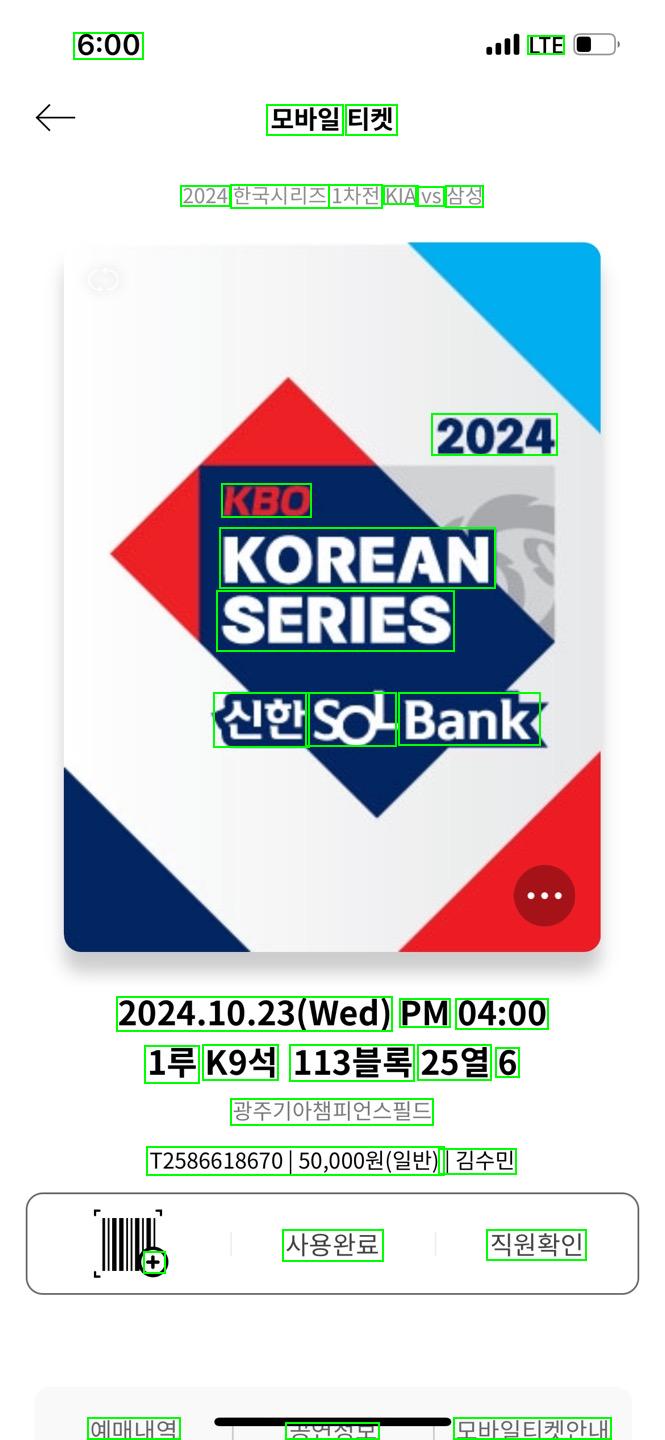 6:00 LTE
모바일 티켓
2024 한국시리즈 1차전 KIA vs 삼성
2024
KBO
KOREAN
SERIES
신한 SOL Bank
2024.10.23(Wed) PM 04:00
1루 K9석 113블록 25열 6
광주기아챔피언스필드
T2586618670 | 50,000원(일반) | 김수민
사용완료 직원확인
예매내역 공연정보 모바일티켓안내